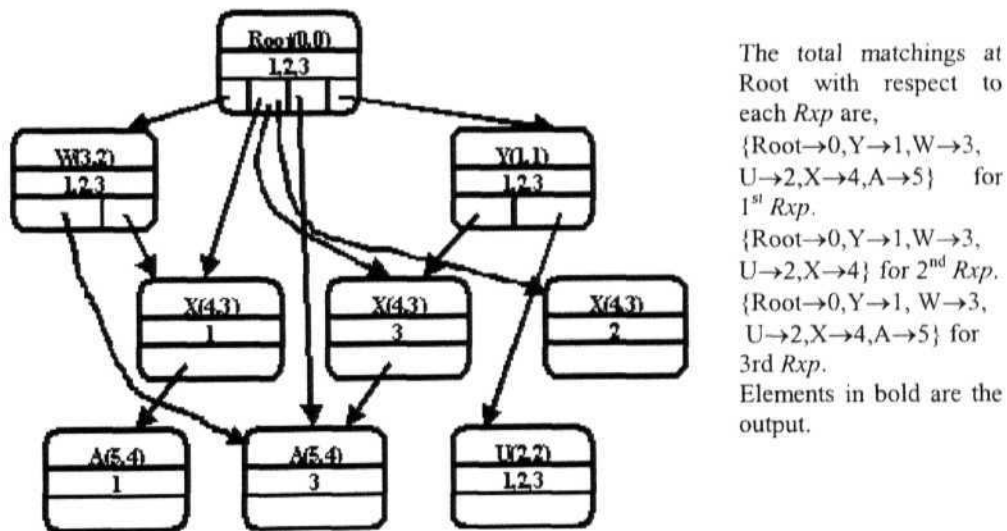 Root(0,0)
1,2,3
W(3,2)
1,2,3
Y(1,1)
1,2,3
X(4,3)
1
X(4,3)
3
X(4,3)
2
A(5,4)
1
A(5,4)
3
U(2,2)
1,2,3
The total matchings at
Root with respect to
each Rxp are,
{Root→0,Y→1,W→3,
U→2,X→4,A→5} for
1st Rxp.
{Root→0,Y→1,W→3,
U→2,X→4} for 2nd Rxp.
{Root→0,Y→1, W→3,
U→2,X→4,A→5} for
3rd Rxp.
Elements in bold are the
output.